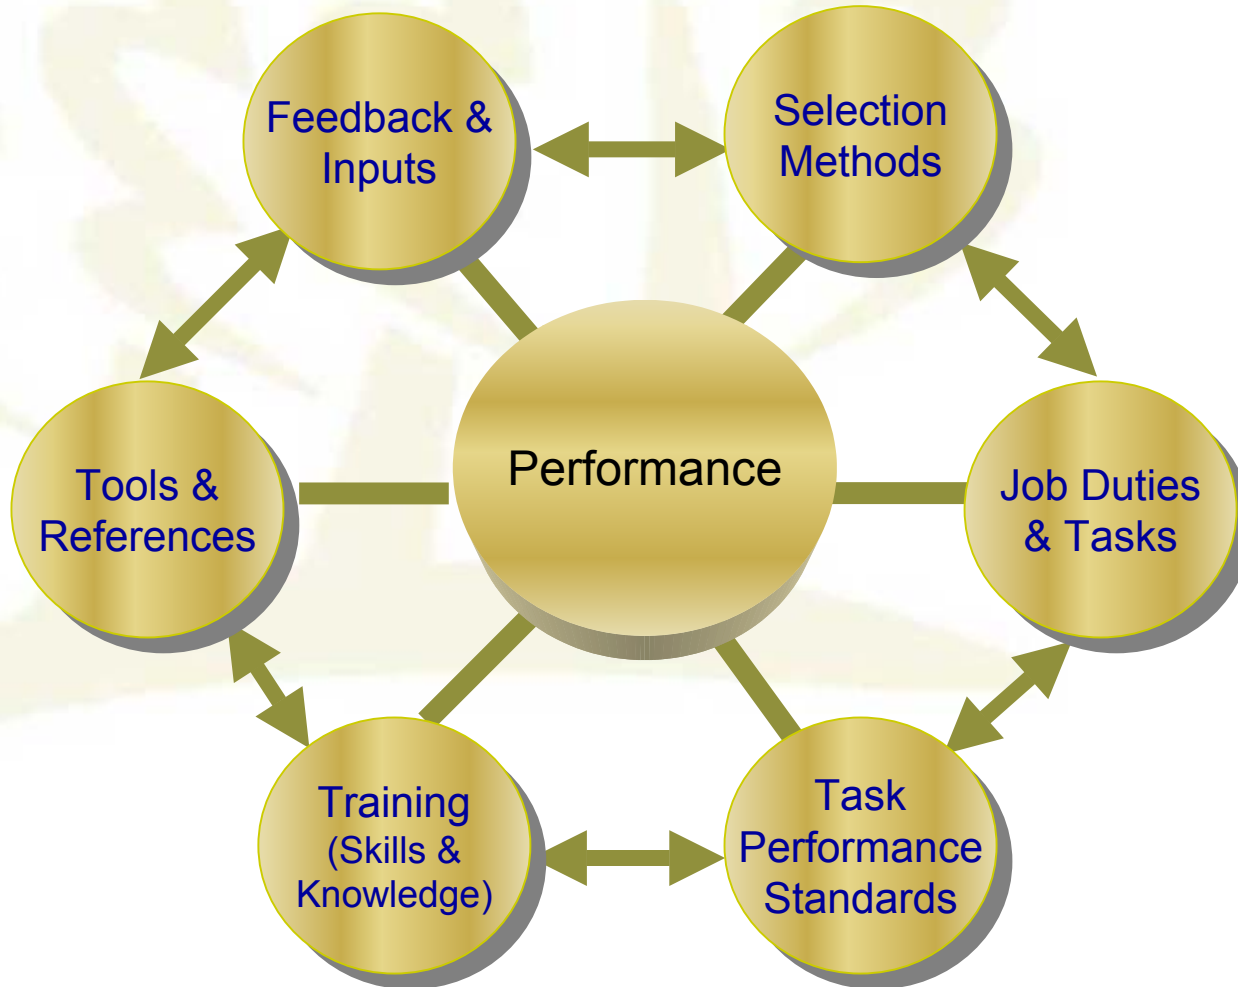 Feedback &
Inputs
Selection
Methods
Performance
Tools &
References
Job Duties
& Tasks
Training
(Skills &
Knowledge)
Task
Performance
Standards